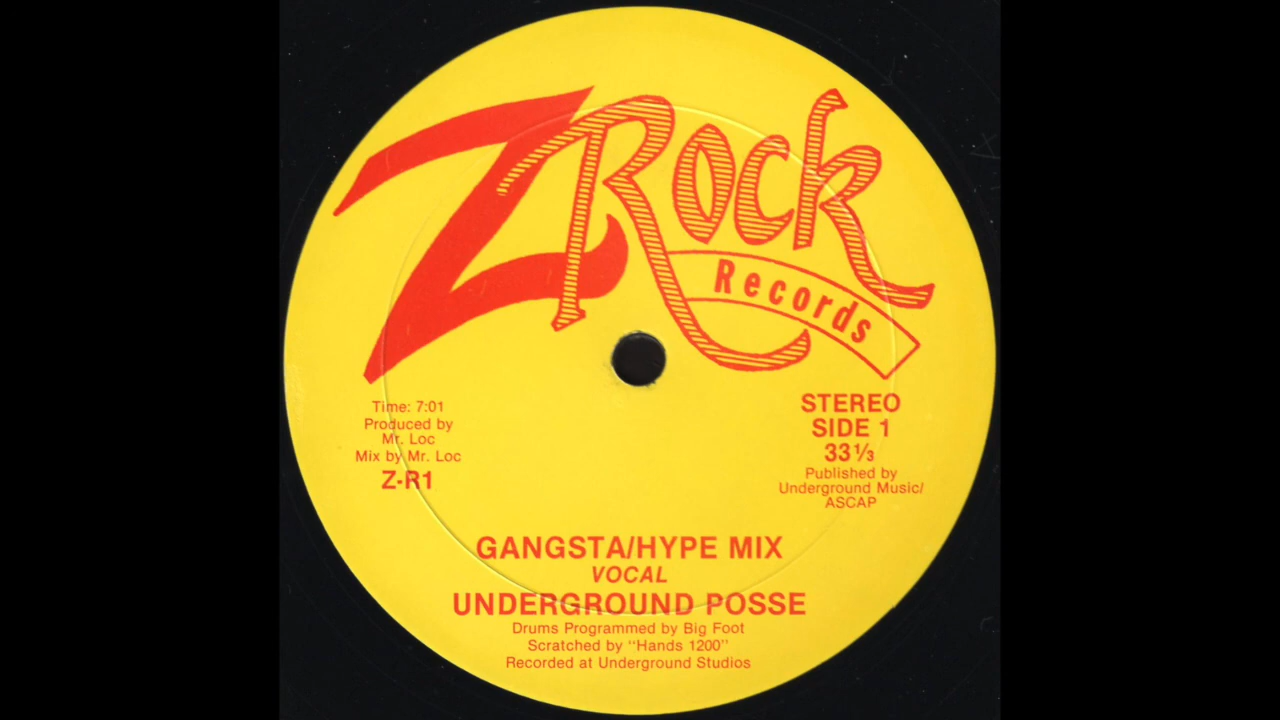 Z Rock
Records
Time: 7:01
Produced by
Mr. Loc
Mix by Mr. Loc
Z-R1
STEREO
SIDE 1
33 ⅓
Published by
Underground Music/
ASCAP
GANGSTA/HYPE MIX
VOCAL
UNDERGROUND POSSE
Drums Programmed by Big Foot
Scratched by "Hands 1200"
Recorded at Underground Studios